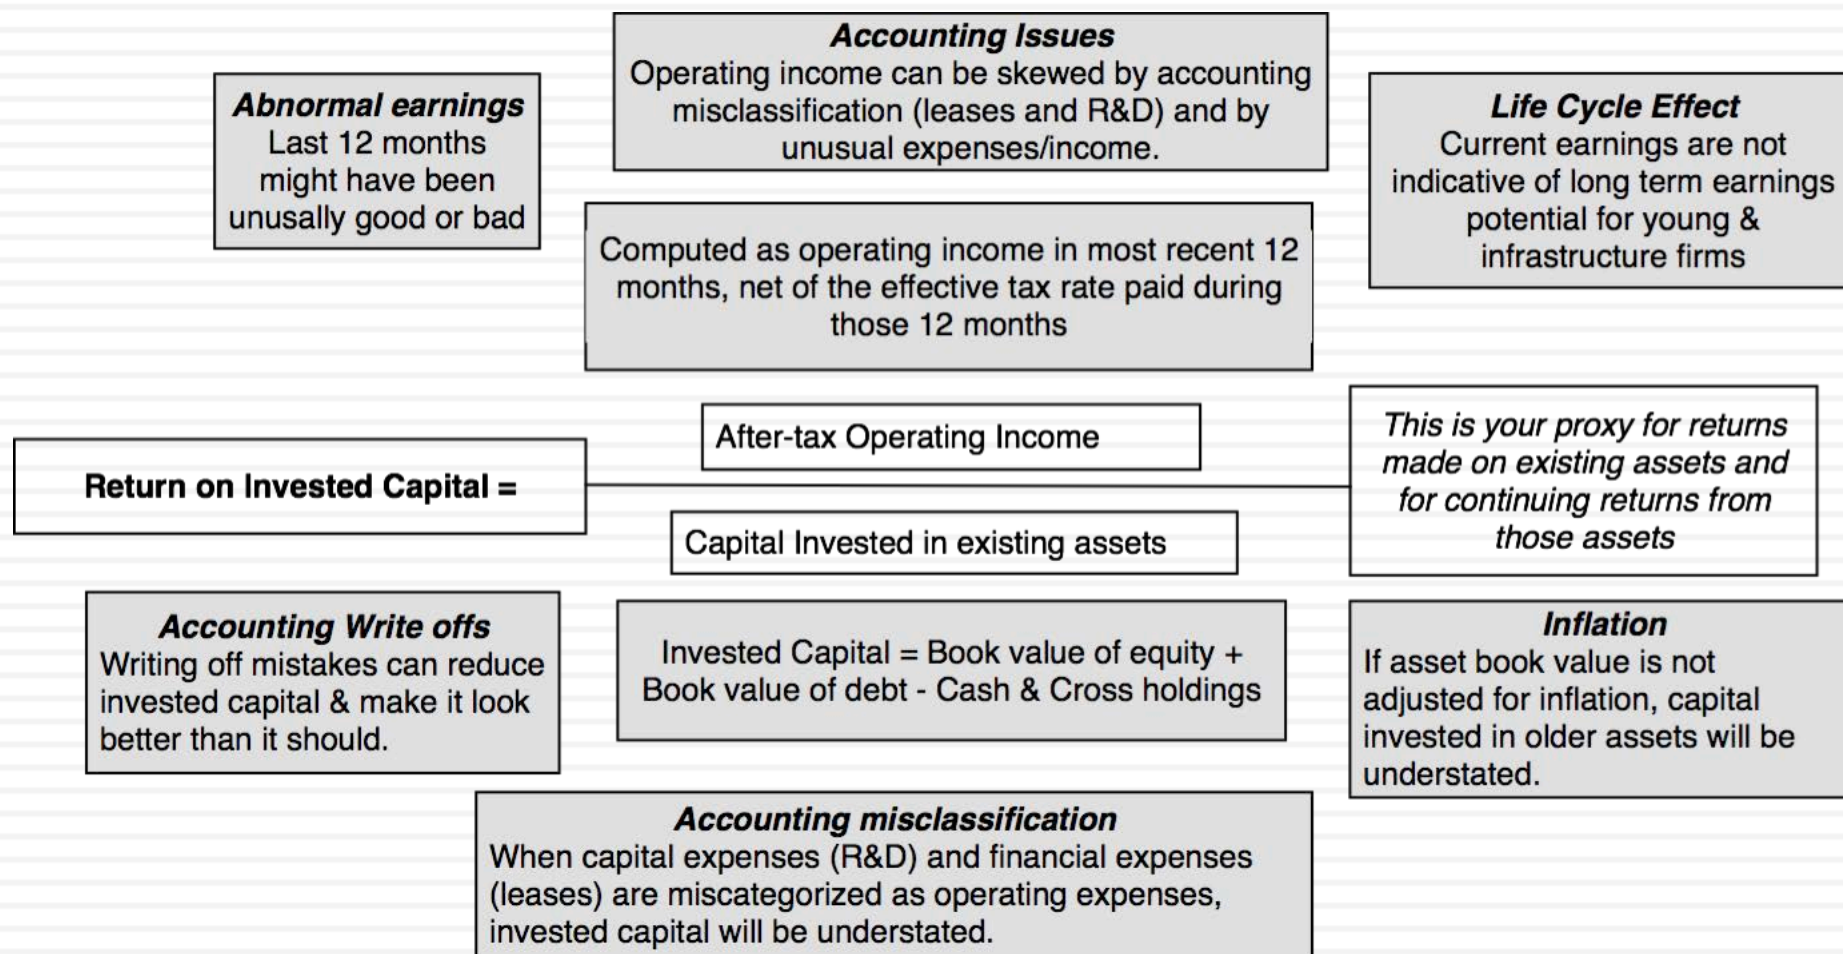 Accounting Issues
Operating income can be skewed by accounting
misclassification (leases and R&D) and by
unusual expenses/income.
Abnormal earnings
Last 12 months
might have been
unusally good or bad
Life Cycle Effect
Current earnings are not
indicative of long term earnings
potential for young &
infrastructure firms
Computed as operating income in most recent 12
months, net of the effective tax rate paid during
those 12 months
Return on Invested Capital =
After-tax Operating Income
Capital Invested in existing assets
This is your proxy for returns
made on existing assets and
for continuing returns from
those assets
Accounting Write offs
Writing off mistakes can reduce
invested capital & make it look
better than it should.
Invested Capital = Book value of equity +
Book value of debt - Cash & Cross holdings
Inflation
If asset book value is not
adjusted for inflation, capital
invested in older assets will be
understated.
Accounting misclassification
When capital expenses (R&D) and financial expenses
(leases) are miscategorized as operating expenses,
invested capital will be understated.